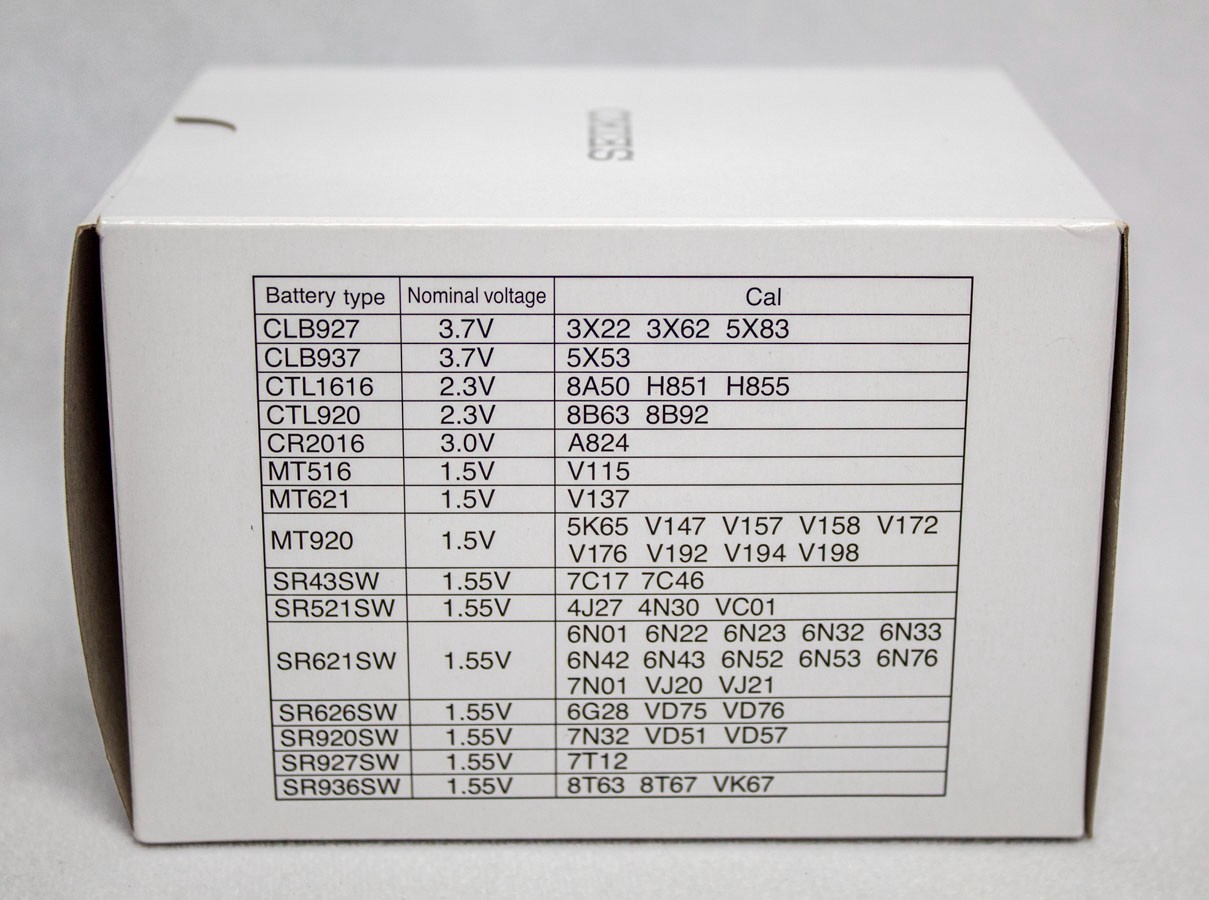 SEIKO
Battery type Nominal voltage Cal
CLB927 3.7V 3X22 3X62 5X83
CLB937 3.7V 5X53
CTL1616 2.3V 8A50 H851 H855
CTL920 2.3V 8B63 8B92
CR2016 3.0V A824
MT516 1.5V V115
MT621 1.5V V137
MT920 1.5V 5K65 V147 V157 V158 V172
V176 V192 V194 V198
SR43SW 1.55V 7C17 7C46
SR521SW 1.55V 4J27 4N30 VC01
SR621SW 1.55V 6N01 6N22 6N23 6N32 6N33
6N42 6N43 6N52 6N53 6N76
7N01 VJ20 VJ21
SR626SW 1.55V 6G28 VD75 VD76
SR920SW 1.55V 7N32 VD51 VD57
SR927SW 1.55V 7T12
SR936SW 1.55V 8T63 8T67 VK67